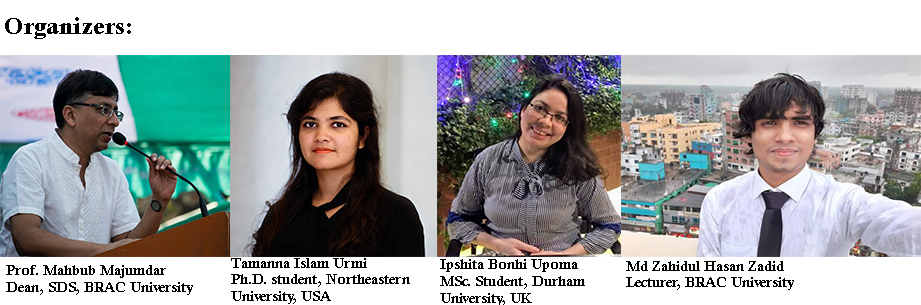 Organizers:
Prof. Mahbub Majumdar
Dean, SDS, BRAC University
Tamanna Islam Urmi
Ph.D. student, Northeastern
University, USA
Ipshita Bonhi Upoma
MSc. Student, Durham
University, UK
Md Zahidul Hasan Zadid
Lecturer, BRAC University